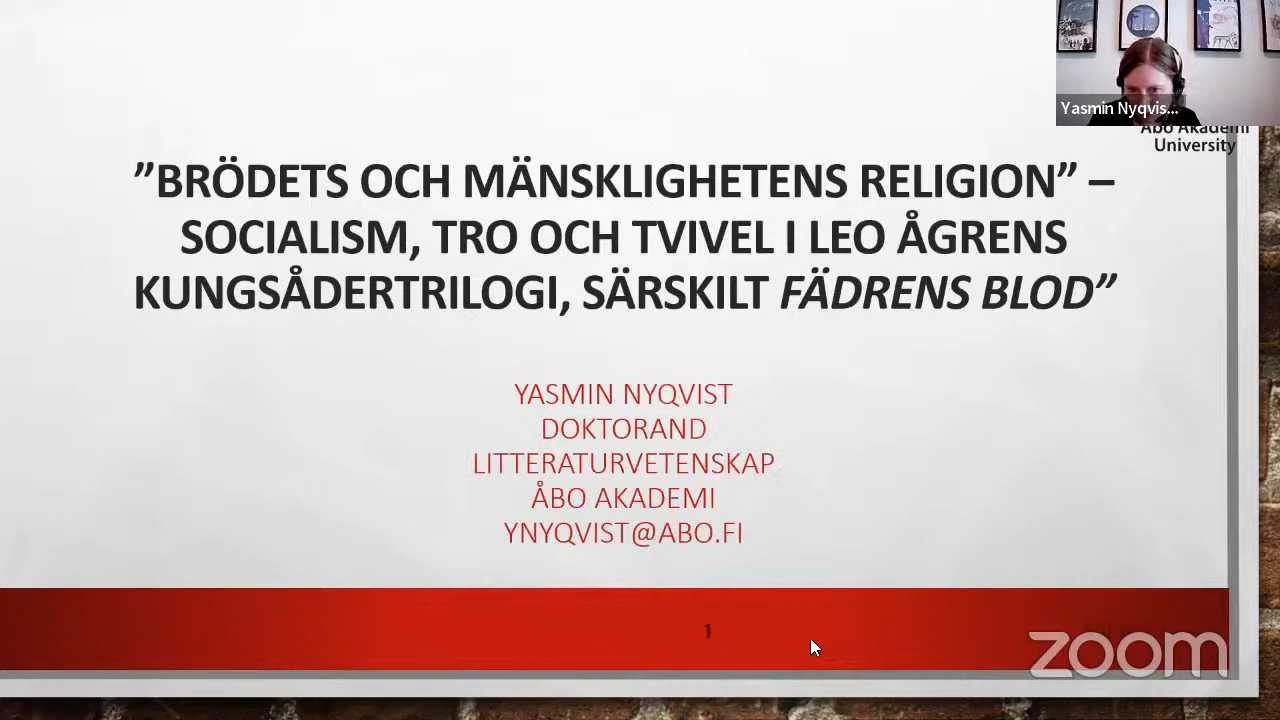 Yasmin Nyqvis...
Åbo Akademi
University
”BRÖDETS OCH MÄNSKLIGHETENS RELIGION” –
SOCIALISM, TRO OCH TVIVEL I LEO ÅGRENS
KUNGSÅDERTRILOGI, SÄRSKILT FÄDRENS BLOD”
YASMIN NYQVIST
DOKTORAND
LITTERATURVETENSKAP
ÅBO AKADEMI
YNYQVIST@ABO.FI
1
zoom